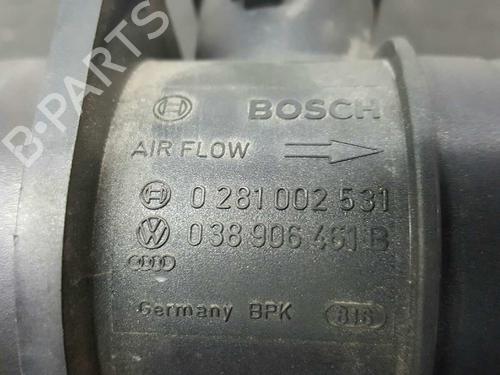 B-PARTS
BOSCH
AIR FLOW
0 281 002 531
038 906 461 B
Germany BPK 816